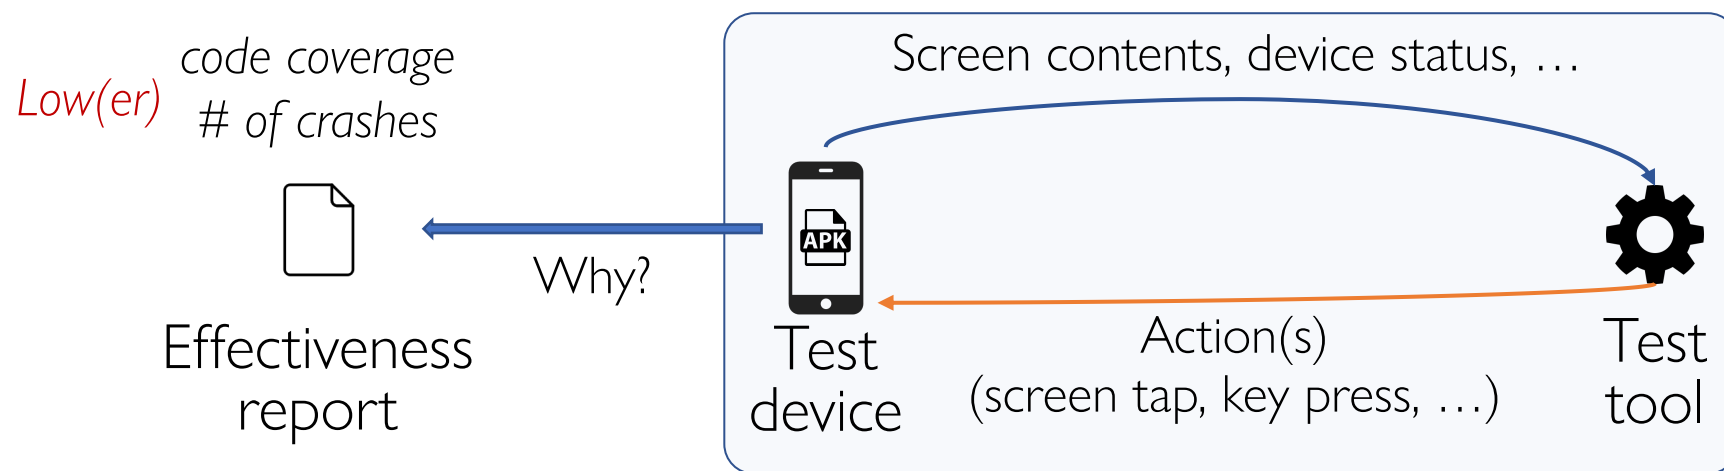 Low(er)
code coverage
# of crashes
Effectiveness
report
Why?
Screen contents, device status, …
APK
Test
device
Action(s)
(screen tap, key press, …)
Test
tool